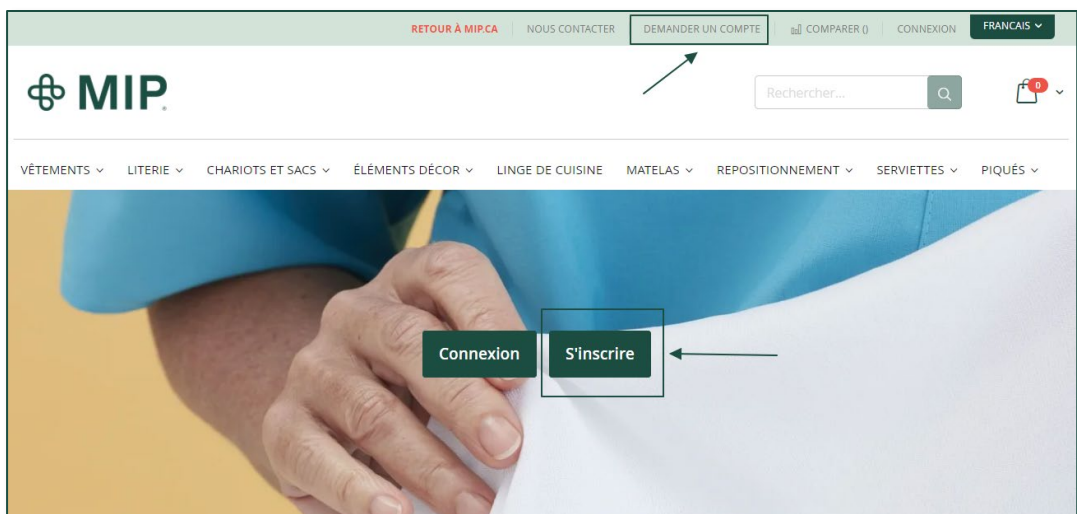 RETOUR À MIP.CA NOUS CONTACTER DEMANDER UN COMPTE COMPARER () CONNEXION FRANCAIS
MIP
Rechercher...
0
VÊTEMENTS LITERIE CHARIOTS ET SACS ÉLÉMENTS DÉCOR LINGE DE CUISINE MATELAS REPOSITIONNEMENT SERVIETTES PIQUÉS
Connexion S'inscrire